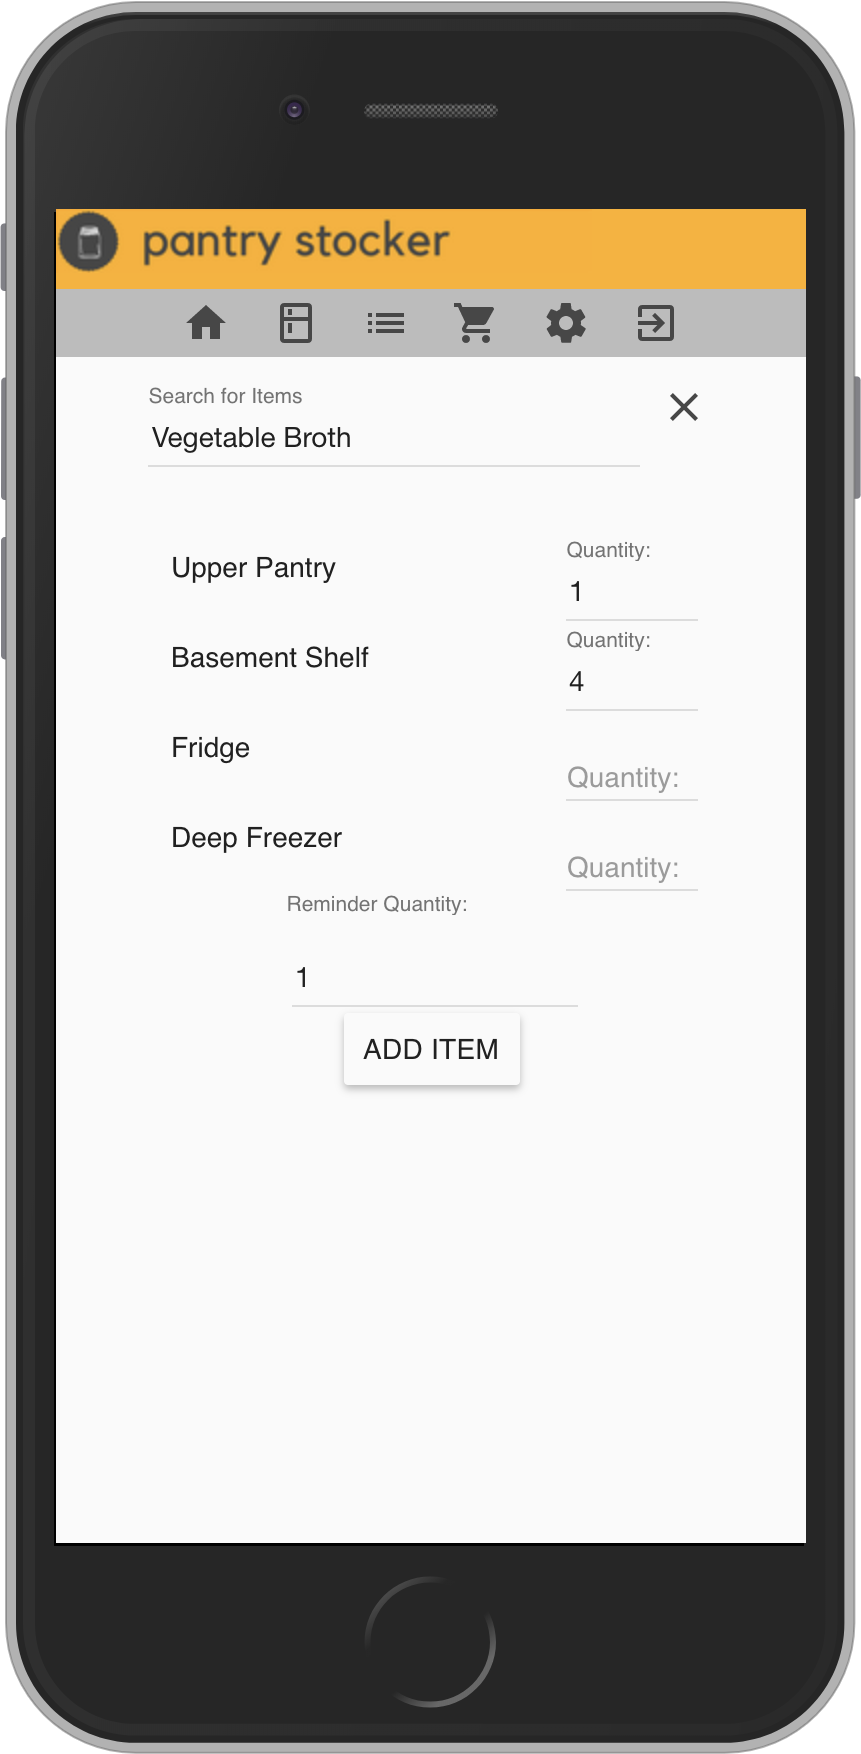 pantry stocker
Search for Items
Vegetable Broth
Upper Pantry
Quantity:
1
Basement Shelf
Quantity:
4
Fridge
Quantity:
Deep Freezer
Quantity:
Reminder Quantity:
1
ADD ITEM